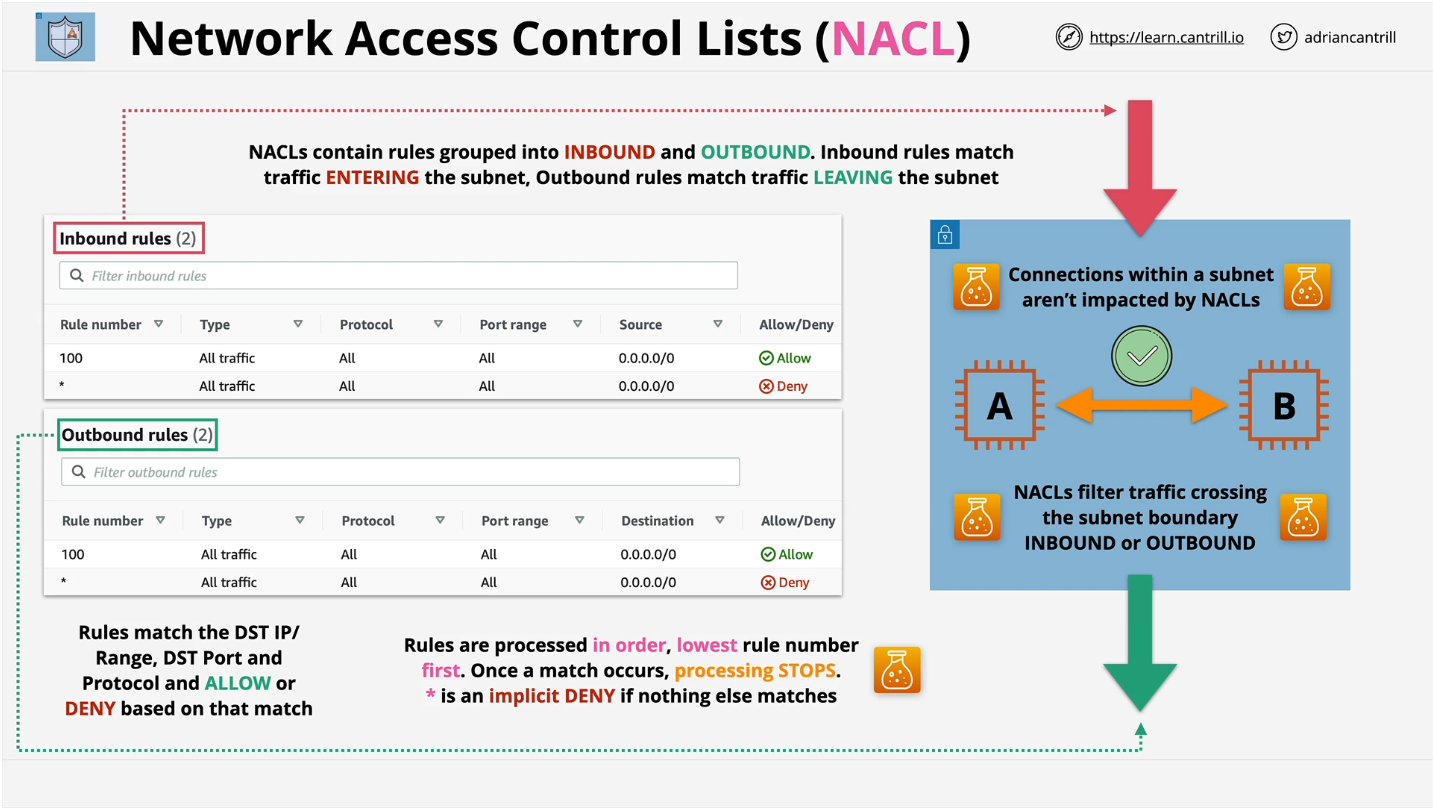 Network Access Control Lists (NACL)
https://learn.cantrill.io
adriancantrill
NACLs contain rules grouped into INBOUND and OUTBOUND. Inbound rules match
traffic ENTERING the subnet, Outbound rules match traffic LEAVING the subnet
Inbound rules (2)
Filter inbound rules
Rule number Type Protocol Port range Source Allow/Deny
100 All traffic All All 0.0.0.0/0 Allow
* All traffic All All 0.0.0.0/0 Deny
Outbound rules (2)
Filter outbound rules
Rule number Type Protocol Port range Destination Allow/Deny
100 All traffic All All 0.0.0.0/0 Allow
* All traffic All All 0.0.0.0/0 Deny
Rules match the DST IP/
Range, DST Port and
Protocol and ALLOW or
DENY based on that match
Rules are processed in order, lowest rule number
first. Once a match occurs, processing STOPS.
* is an implicit DENY if nothing else matches
Connections within a subnet
aren't impacted by NACLs
A
B
NACLs filter traffic crossing
the subnet boundary
INBOUND or OUTBOUND